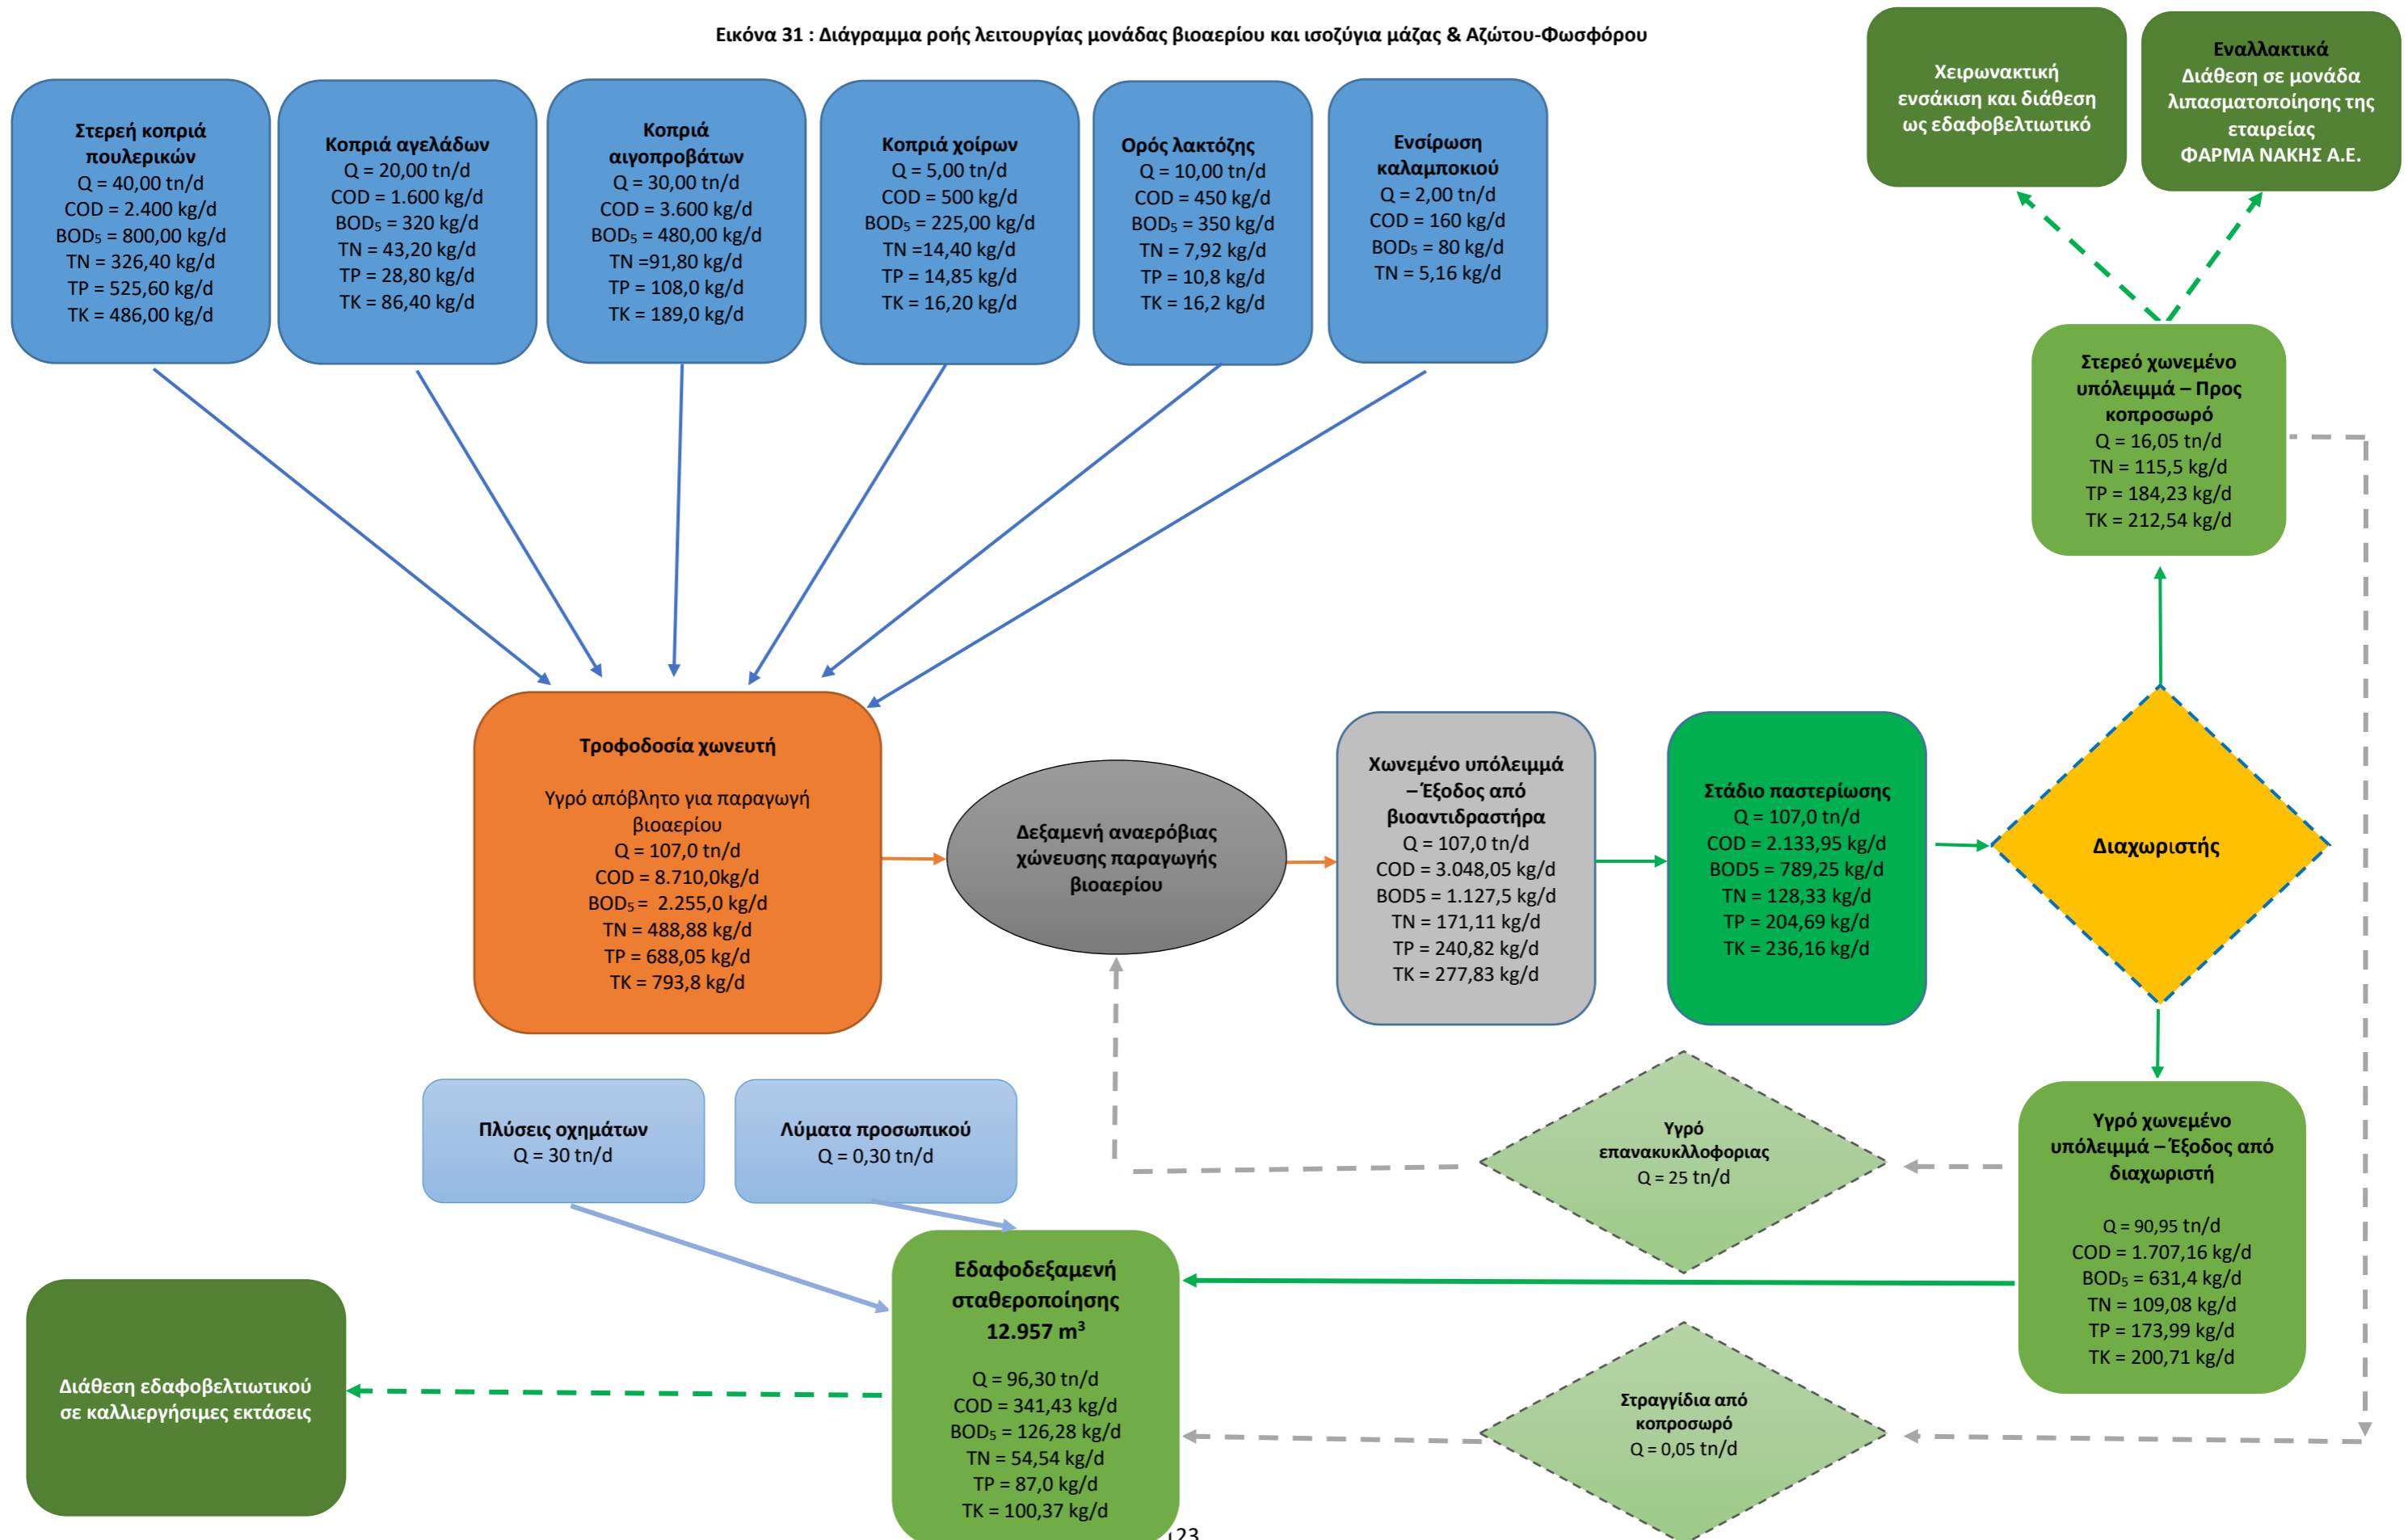 Εικόνα 31 : Διάγραμμα ροής λειτουργίας μονάδας βιοαερίου και ισοζύγια μάζας & Αζώτου-Φωσφόρου
Χειρωνακτική
ενσάκιση και διάθεση
ως εδαφοβελτιωτικό
Εναλλακτικά
Διάθεση σε μονάδα
λιπασματοποίησης της
εταιρείας
ΦΑΡΜΑ ΝΑΚΗΣ Α.Ε.
Στερεή κοπριά
πουλερικών
Q = 40,00 tn/d
COD = 2.400 kg/d
BOD₅ = 800,00 kg/d
TN = 326,40 kg/d
TP = 525,60 kg/d
TK = 486,00 kg/d
Κοπριά αγελάδων
Q = 20,00 tn/d
COD = 1.600 kg/d
BOD₅ = 320 kg/d
TN = 43,20 kg/d
TP = 28,80 kg/d
TK = 86,40 kg/d
Κοπριά
αιγοπροβάτων
Q = 30,00 tn/d
COD = 3.600 kg/d
BOD₅ = 480,00 kg/d
TN =91,80 kg/d
TP = 108,0 kg/d
TK = 189,0 kg/d
Κοπριά χοίρων
Q = 5,00 tn/d
COD = 500 kg/d
BOD₅ = 225,00 kg/d
TN =14,40 kg/d
TP = 14,85 kg/d
TK = 16,20 kg/d
Ορός λακτόζης
Q = 10,00 tn/d
COD = 450 kg/d
BOD₅ = 350 kg/d
TN = 7,92 kg/d
TP = 10,8 kg/d
TK = 16,2 kg/d
Ενσίρωση
καλαμποκιού
Q = 2,00 tn/d
COD = 160 kg/d
BOD₅ = 80 kg/d
TN = 5,16 kg/d
Στερεό χωνεμένο
υπόλειμμά – Προς
κοπροσωρό
Q = 16,05 tn/d
TN = 115,5 kg/d
TP = 184,23 kg/d
TK = 212,54 kg/d
Τροφοδοσία χωνευτή
Υγρό απόβλητο για παραγωγή
βιοαερίου
Q = 107,0 tn/d
COD = 8.710,0kg/d
BOD₅ = 2.255,0 kg/d
TN = 488,88 kg/d
TP = 688,05 kg/d
TK = 793,8 kg/d
Δεξαμενή αναερόβιας
χώνευσης παραγωγής
βιοαερίου
Χωνεμένο υπόλειμμά
– Έξοδος από
βιοαντιδραστήρα
Q = 107,0 tn/d
COD = 3.048,05 kg/d
BOD5 = 1.127,5 kg/d
TN = 171,11 kg/d
TP = 240,82 kg/d
TK = 277,83 kg/d
Στάδιο παστερίωσης
Q = 107,0 tn/d
COD = 2.133,95 kg/d
BOD5 = 789,25 kg/d
TN = 128,33 kg/d
TP = 204,69 kg/d
TK = 236,16 kg/d
Διαχωριστής
Πλύσεις οχημάτων
Q = 30 tn/d
Λύματα προσωπικού
Q = 0,30 tn/d
Υγρό
επανακυκλλοφοριας
Q = 25 tn/d
Υγρό χωνεμένο
υπόλειμμά – Έξοδος από
διαχωριστή
Q = 90,95 tn/d
COD = 1.707,16 kg/d
BOD₅ = 631,4 kg/d
TN = 109,08 kg/d
TP = 173,99 kg/d
TK = 200,71 kg/d
Εδαφοδεξαμενή
σταθεροποίησης
12.957 m³
Q = 96,30 tn/d
COD = 341,43 kg/d
BOD₅ = 126,28 kg/d
TN = 54,54 kg/d
TP = 87,0 kg/d
TK = 100,37 kg/d
Διάθεση εδαφοβελτιωτικού
σε καλλιεργήσιμες εκτάσεις
Στραγγίδια από
κοπροσωρό
Q = 0,05 tn/d
123